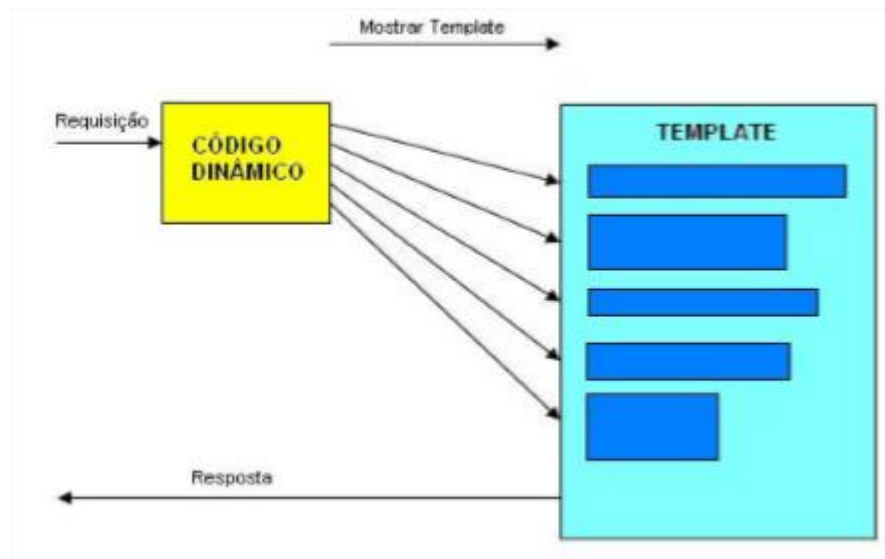 Mostrar Template
Requisição
CÓDIGO
DINÂMICO
TEMPLATE
Resposta